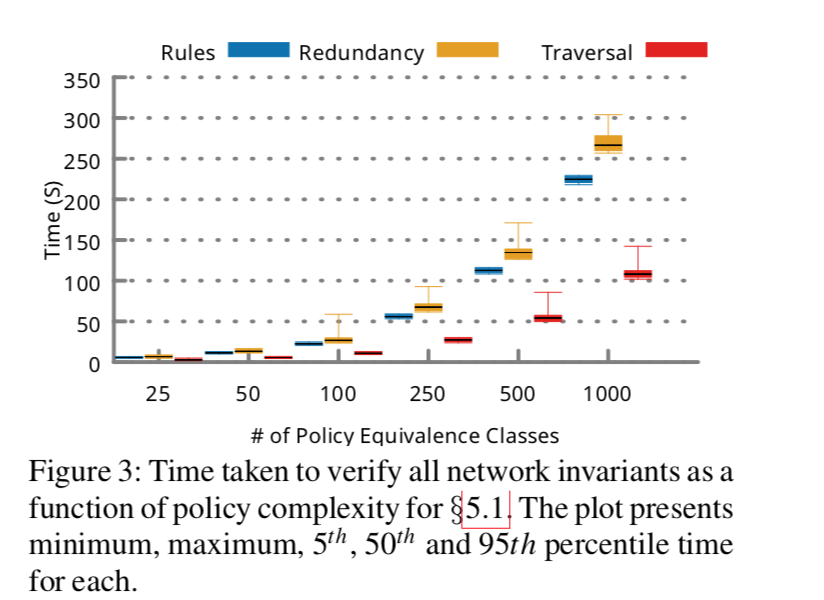 Rules Redundancy Traversal
350
300
250
200
150
100
50
0
Time (S)
25 50 100 250 500 1000
# of Policy Equivalence Classes
Figure 3: Time taken to verify all network invariants as a
function of policy complexity for §5.1. The plot presents
minimum, maximum, 5th, 50th and 95th percentile time
for each.